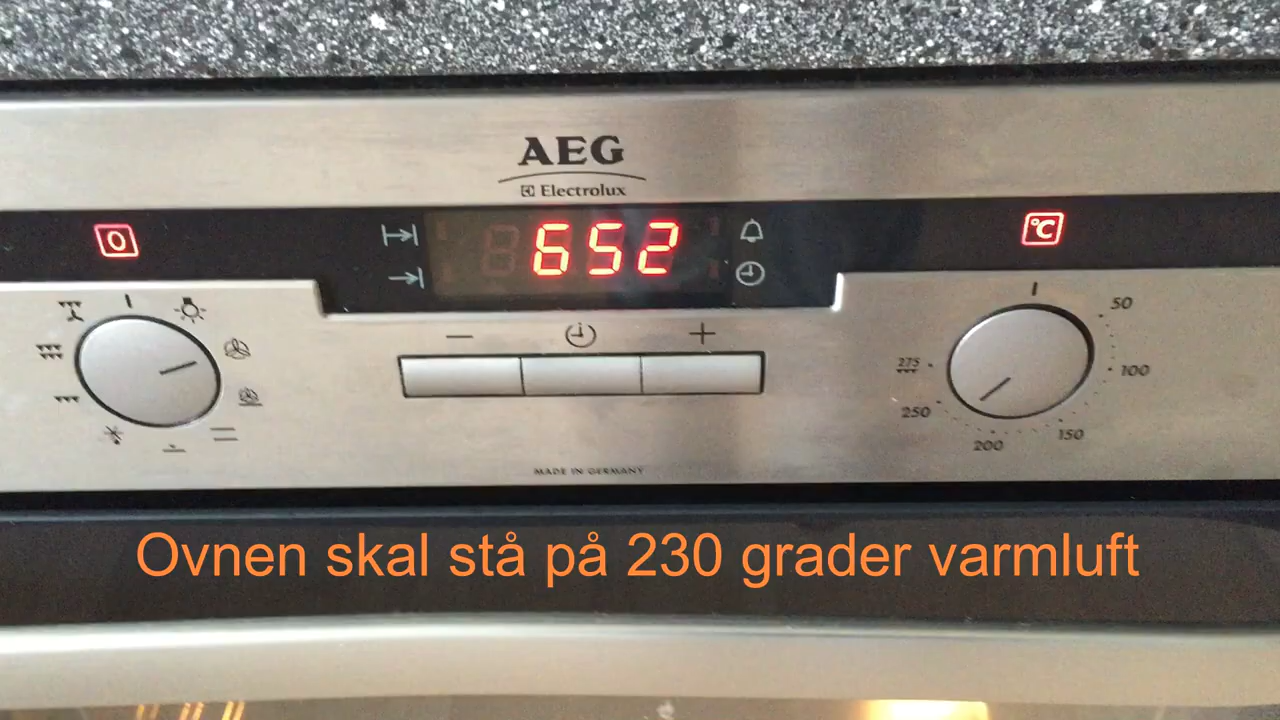 AEG
Electrolux
0
652
°C
50
100
150
200
250
275
MADE IN GERMANY
Ovnen skal stå på 230 grader varmluft